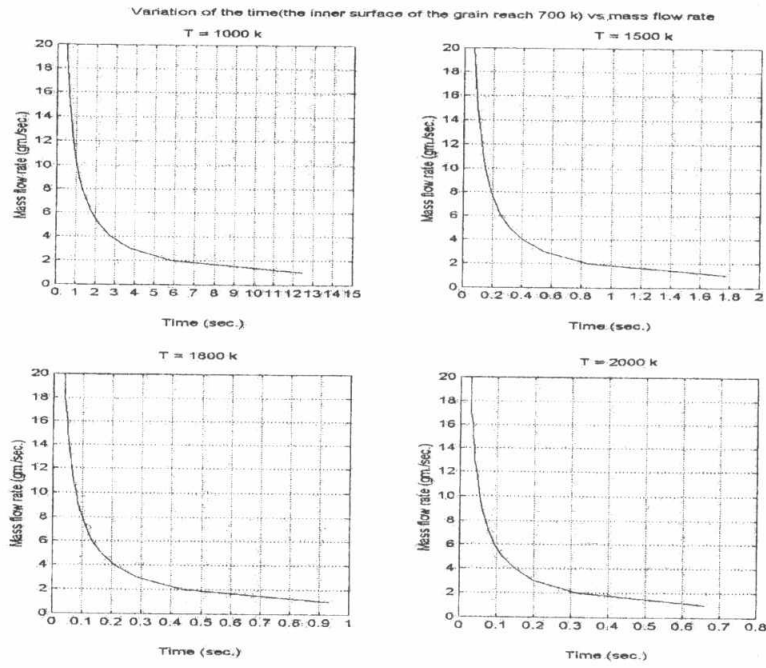 Variation of the time(the inner surface of the grain reach 700 k) vs.mass flow rate
T = 1000 k
Mass flow rate (gm./sec.)
20
18
16
14
12
10
8
6
4
2
0
0 1 2 3 4 5 6 7 8 9 10 11 12 13 14 15
Time (sec.)
T = 1500 k
Mass flow rate (gm./sec.)
20
18
16
14
12
10
8
6
4
2
0
0 0.2 0.4 0.6 0.8 1 1.2 1.4 1.6 1.8 2
Time (sec.)
T = 1800 k
Mass flow rate (gm./sec.)
20
18
16
14
12
10
8
6
4
2
0
0 0.1 0.2 0.3 0.4 0.5 0.6 0.7 0.8 0.9 1
Time (sec.)
T = 2000 k
Mass flow rate (gm./sec.)
20
18
16
14
12
10
8
6
4
2
0
0 0.1 0.2 0.3 0.4 0.5 0.6 0.7 0.8
Time (sec.)